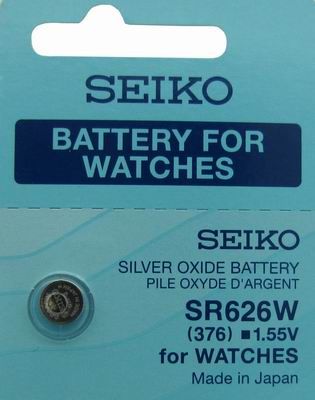 SEIKO
BATTERY FOR
WATCHES
SEIKO
SILVER OXIDE BATTERY
PILE OXYDE D'ARGENT
SR626W
(376) ■1.55V
for WATCHES
Made in Japan